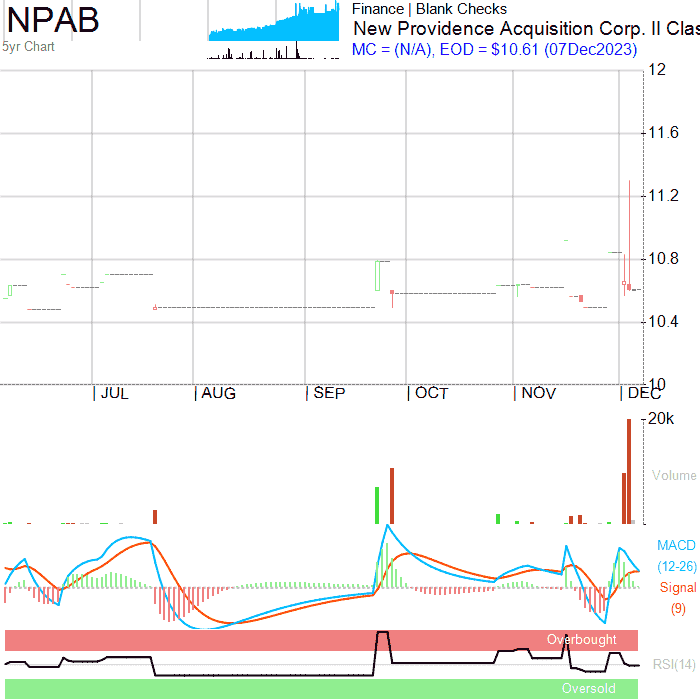 NPAB
5yr Chart
Finance | Blank Checks
New Providence Acquisition Corp. II Clas
MC = (N/A), EOD = $10.61 (07Dec2023)
12
11.6
11.2
10.8
10.4
10
JUL
AUG
SEP
OCT
NOV
DEC
20k
Volume
MACD
(12-26)
Signal
(9)
Overbought
RSI(14)
Oversold